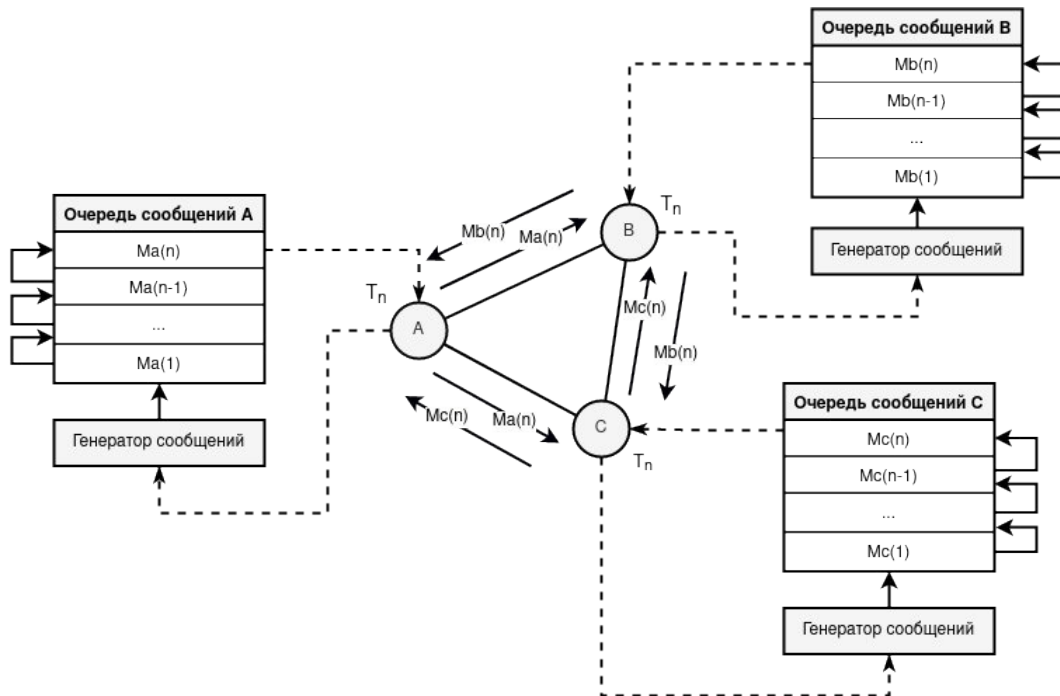 Очередь сообщений B
Mb(n)
Mb(n-1)
...
Mb(1)
Генератор сообщений
Очередь сообщений A
Ma(n)
Ma(n-1)
...
Ma(1)
Генератор сообщений
Tn
B
Mb(n)
Ma(n)
Tn
A
Mc(n)
Mb(n)
Mc(n)
Ma(n)
C
Tn
Очередь сообщений C
Mc(n)
Mc(n-1)
...
Mc(1)
Генератор сообщений